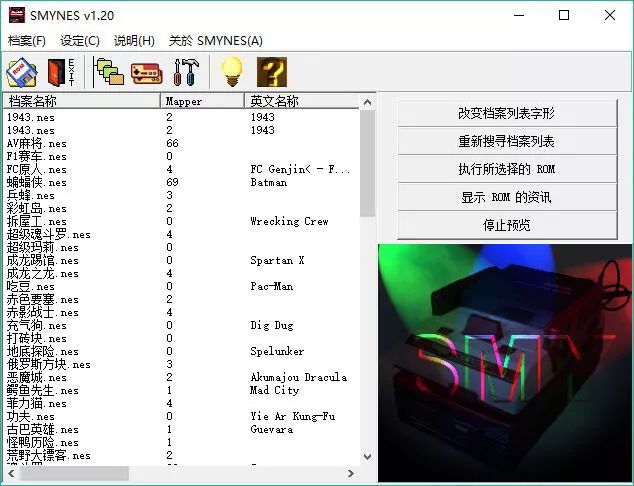 SMYNES v1.20
档案(F) 设定(C) 说明(H) 关於 SMYNES(A)
ROM EXIT ?
档案名称 Mapper 英文名称
1943.nes 2 1943
1943.nes 2 1943
AV麻将.nes 66
F1赛车.nes 0
FC原人.nes 4 FC Genjin< - F...
蝙蝠侠.nes 69 Batman
兵蜂.nes 3
彩虹岛.nes 2
拆屋工.nes 0 Wrecking Crew
超级魂斗罗.nes 4
超级玛莉.nes 0
成龙踢馆.nes 0 Spartan X
成龙之龙.nes 4
吃豆.nes 0 Pac-Man
赤色要塞.nes 2
赤影战士.nes 4
充气狗.nes 0 Dig Dug
打砖块.nes 0
地底探险.nes 0 Spelunker
俄罗斯方块.nes 3
恶魔城.nes 2 Akumajou Dracula
鳄鱼先生.nes 1 Mad City
菲力猫.nes 4
功夫.nes 0 Yie Ar Kung-Fu
古巴英雄.nes 1 Guevara
怪鸭历险.nes 1
荒野大镖客.nes 2
改变档案列表字形
重新搜寻档案列表
执行所选择的 ROM
显示 ROM 的资讯
停止预览
SMY